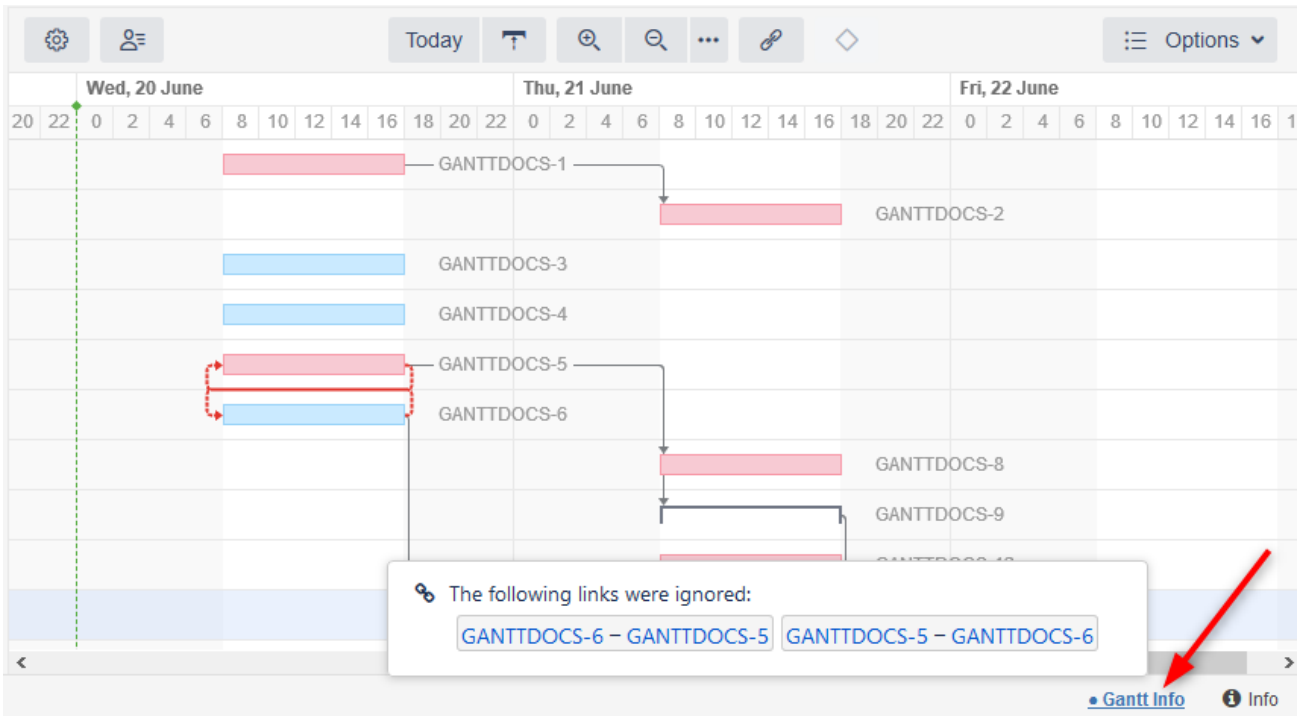 Today
Options
Wed, 20 June Thu, 21 June Fri, 22 June
20 22 0 2 4 6 8 10 12 14 16 18 20 22 0 2 4 6 8 10 12 14 16 18 20 22 0 2 4 6 8 10 12 14 16 1
GANTTDOCS-1
GANTTDOCS-2
GANTTDOCS-3
GANTTDOCS-4
GANTTDOCS-5
GANTTDOCS-6
GANTTDOCS-8
GANTTDOCS-9
The following links were ignored:
GANTTDOCS-6 – GANTTDOCS-5 GANTTDOCS-5 – GANTTDOCS-6
• Gantt Info Info